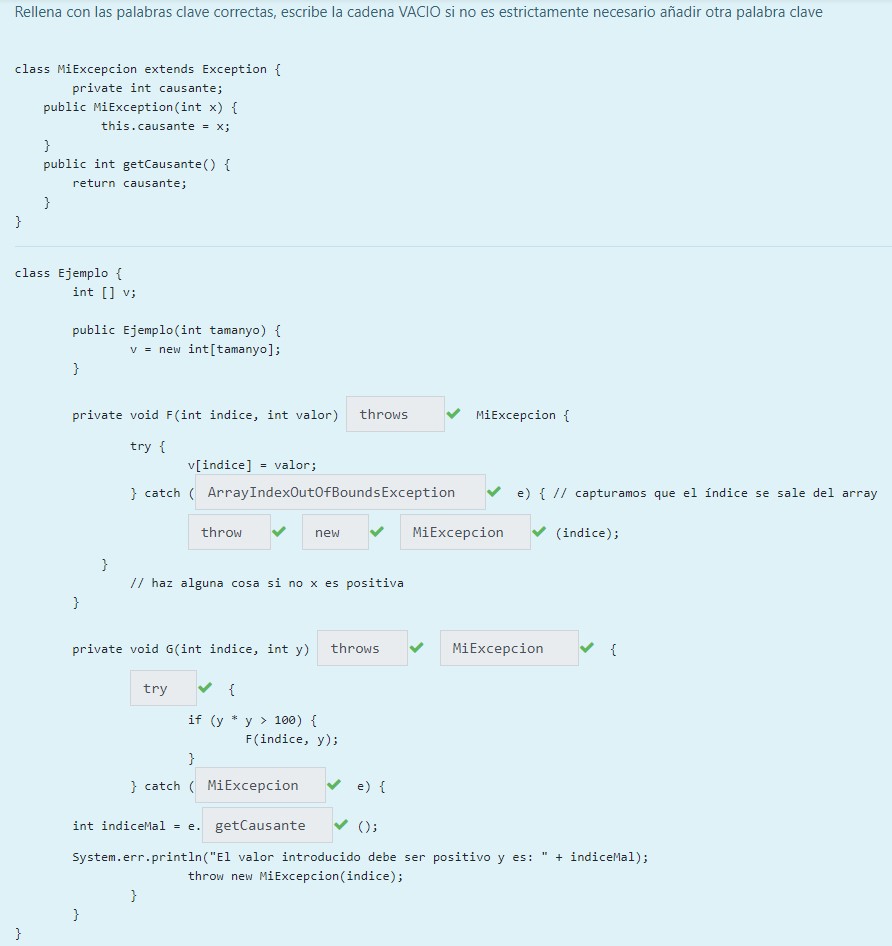 Rellena con las palabras clave correctas, escribe la cadena VACIO si no es estrictamente necesario añadir otra palabra clave
class MiExcepcion extends Exception {
private int causante;
public MiException(int x) {
this.causante = x;
}
public int getCausante() {
return causante;
}
}
class Ejemplo {
int [] v;
public Ejemplo(int tamanyo) {
v = new int[tamanyo];
}
private void F(int indice, int valor) throws MiExcepcion {
try {
v[indice] = valor;
} catch ( ArrayIndexOutOfBoundsException e) { // capturamos que el índice se sale del array
throw new MiExcepcion (indice);
}
// haz alguna cosa si no x es positiva
}
private void G(int indice, int y) throws MiExcepcion {
try {
if (y * y > 100) {
F(indice, y);
}
} catch ( MiExcepcion e) {
int indiceMal = e. getCausante ();
System.err.println("El valor introducido debe ser positivo y es: " + indiceMal);
throw new MiExcepcion(indice);
}
}
}